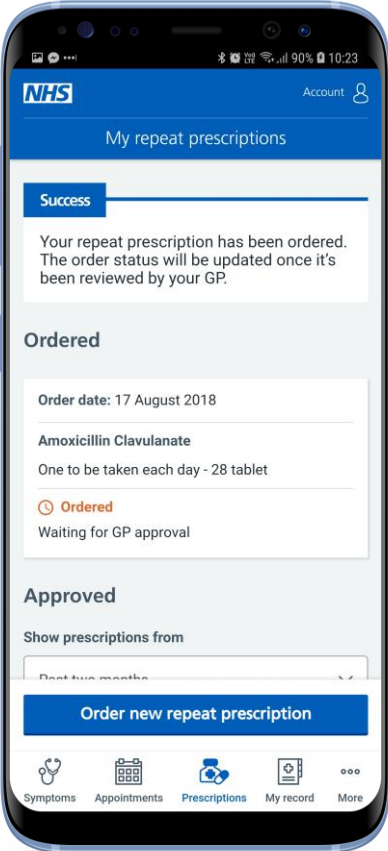 90% 10:23
NHS
Account
My repeat prescriptions
Success
Your repeat prescription has been ordered.
The order status will be updated once it's
been reviewed by your GP.
Ordered
Order date: 17 August 2018
Amoxicillin Clavulanate
One to be taken each day - 28 tablet
Ordered
Waiting for GP approval
Approved
Show prescriptions from
Past two months
Order new repeat prescription
Symptoms Appointments Prescriptions My record More